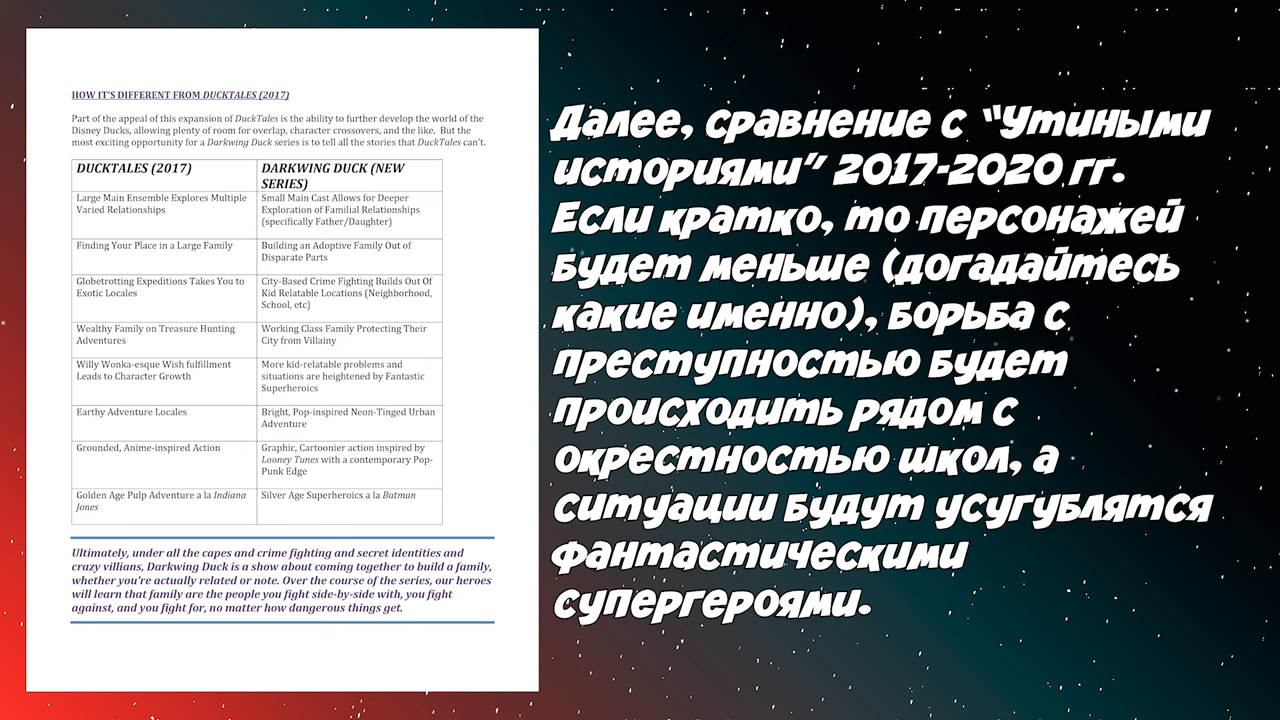 HOW IT'S DIFFERENT FROM DUCKTALES (2017)
Part of the appeal of this expansion of DuckTales is the ability to further develop the world of the
Disney Ducks, allowing plenty of room for overlap, character crossovers, and the like. But the
most exciting opportunity for a Darkwing Duck series is to tell all the stories that DuckTales can't.
DUCKTALES (2017)
DARKWING DUCK (NEW
SERIES)
Large Main Ensemble Explores Multiple
Varied Relationships
Small Main Cast Allows for Deeper
Exploration of Familial Relationships
(specifically Father/Daughter)
Finding Your Place in a Large Family
Building an Adoptive Family Out of
Disparate Parts
Globetrotting Expeditions Takes You to
Exotic Locales
City-Based Crime Fighting Builds Out Of
Kid Relatable Locations (Neighborhood,
School, etc)
Wealthy Family on Treasure Hunting
Adventures
Working Class Family Protecting Their
City from Villainy
Willy Wonka-esque Wish fulfillment
Leads to Character Growth
More kid-relatable problems and
situations are heightened by Fantastic
Superheroics
Earthy Adventure Locales
Bright, Pop-inspired Neon-Tinged Urban
Adventure
Grounded, Anime-inspired Action
Graphic, Cartoonier action inspired by
Looney Tunes with a contemporary Pop-
Punk Edge
Golden Age Pulp Adventure a la Indiana
Jones
Silver Age Superheroics a la Batman
Ultimately, under all the capes and crime fighting and secret identities and
crazy villians, Darkwing Duck is a show about coming together to build a family,
whether you're actually related or note. Over the course of the series, our heroes
will learn that family are the people you fight side-by-side with, you fight
against, and you fight for, no matter how dangerous things get.
Далее, сравнение с “Утиными
историями” 2017-2020 гг.
Если кратко, то персонажей
будет меньше (догадайтесь
какие именно), борьба с
преступностью будет
происходить рядом с
окрестностью школ, а
ситуации будут усугублятся
фантастическими
супергероями.